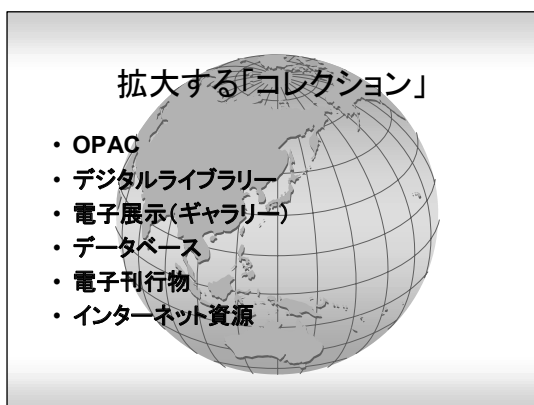 拡大する「コレクション」
• OPAC
• デジタルライブラリー
• 電子展示(ギャラリー)
• データベース
• 電子刊行物
• インターネット資源